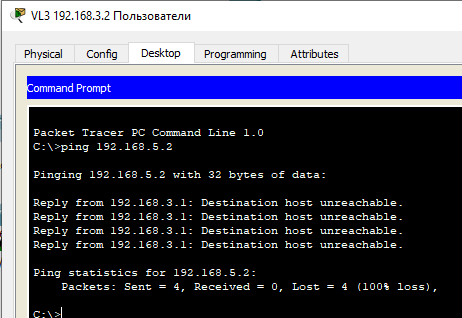 VL3 192.168.3.2 Пользователи
Physical Config Desktop Programming Attributes
Command Prompt
Packet Tracer PC Command Line 1.0
C:\>ping 192.168.5.2
Pinging 192.168.5.2 with 32 bytes of data:
Reply from 192.168.3.1: Destination host unreachable.
Reply from 192.168.3.1: Destination host unreachable.
Reply from 192.168.3.1: Destination host unreachable.
Reply from 192.168.3.1: Destination host unreachable.
Ping statistics for 192.168.5.2:
Packets: Sent = 4, Received = 0, Lost = 4 (100% loss),
C:\>